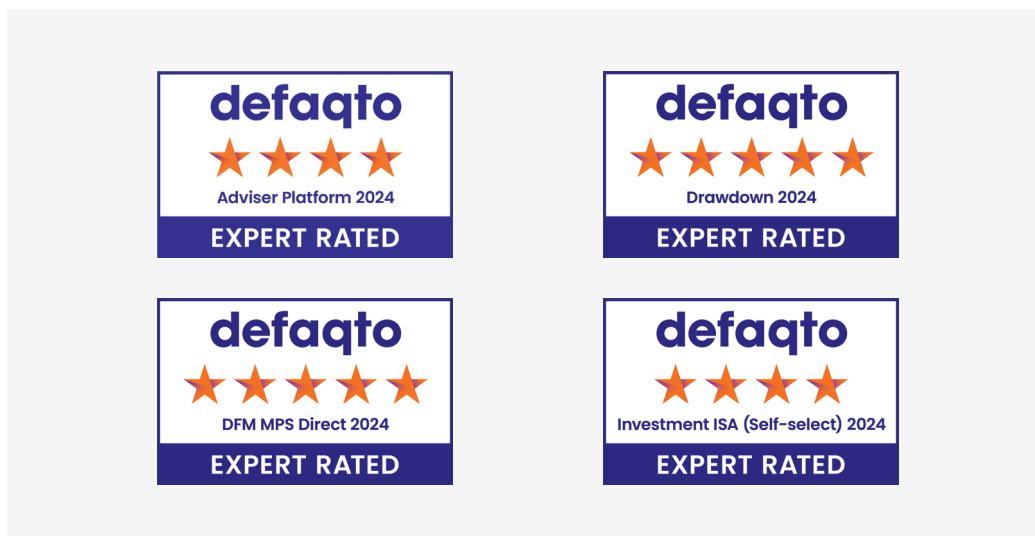 defaqto
Adviser Platform 2024
EXPERT RATED
defaqto
Drawdown 2024
EXPERT RATED
defaqto
DFM MPS Direct 2024
EXPERT RATED
defaqto
Investment ISA (Self-select) 2024
EXPERT RATED